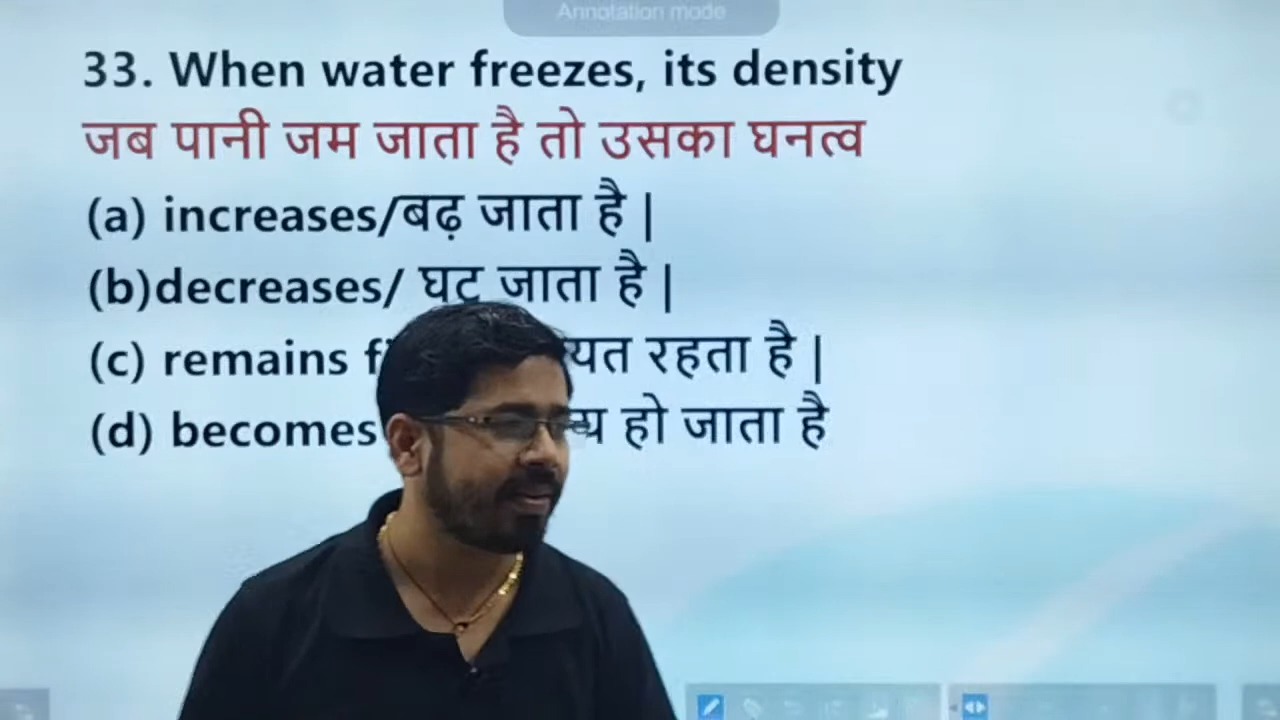 Annotation mode
33. When water freezes, its density
जब पानी जम जाता है तो उसका घनत्व
(a) increases/बढ़ जाता है |
(b)decreases/ घट जाता है |
(c) remains रहता है |
(d) becomes हो जाता है